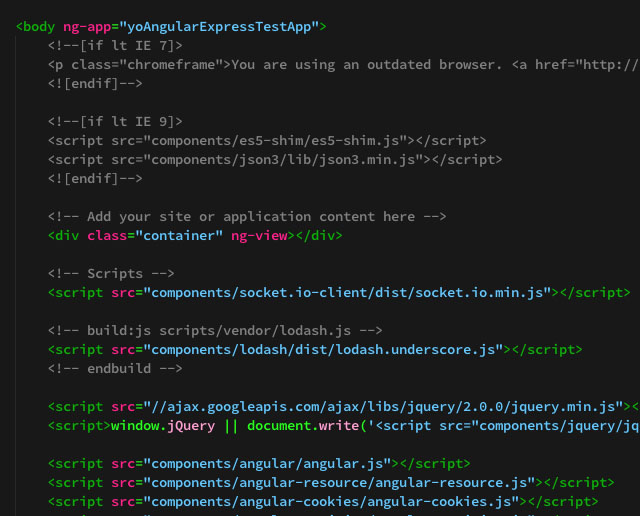 <body ng-app="yoAngularExpressTestApp">
<!--[if lt IE 7]>
<p class="chromeframe">You are using an outdated browser. <a href="http://
<![endif]-->
<!--[if lt IE 9]>
<script src="components/es5-shim/es5-shim.js"></script>
<script src="components/json3/lib/json3.min.js"></script>
<![endif]-->
<!-- Add your site or application content here -->
<div class="container" ng-view></div>
<!-- Scripts -->
<script src="components/socket.io-client/dist/socket.io.min.js"></script>
<!-- build:js scripts/vendor/lodash.js -->
<script src="components/lodash/dist/lodash.underscore.js"></script>
<!-- endbuild -->
<script src="//ajax.googleapis.com/ajax/libs/jquery/2.0.0/jquery.min.js"><
<script>window.jQuery || document.write('<script src="components/jquery/jq
<script src="components/angular/angular.js"></script>
<script src="components/angular-resource/angular-resource.js"></script>
<script src="components/angular-cookies/angular-cookies.js"></script>